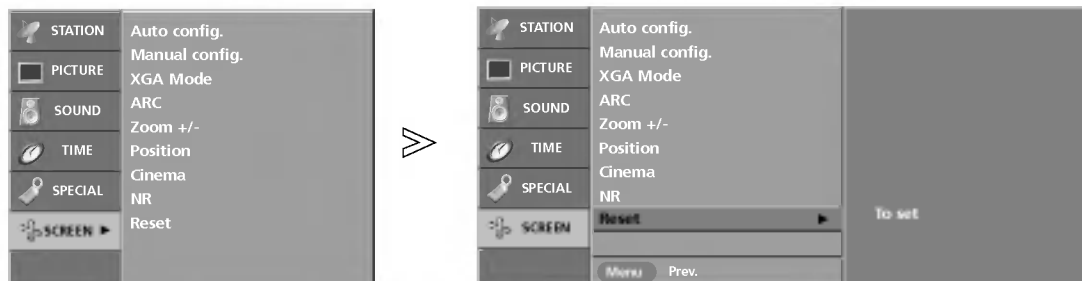 STATION
PICTURE
SOUND
TIME
SPECIAL
SCREEN
Auto config.
Manual config.
XGA Mode
ARC
Zoom +/-
Position
Cinema
NR
Reset
STATION
PICTURE
SOUND
TIME
SPECIAL
SCREEN
Auto config.
Manual config.
XGA Mode
ARC
Zoom +/-
Position
Cinema
NR
Reset
To set
Menu Prev.